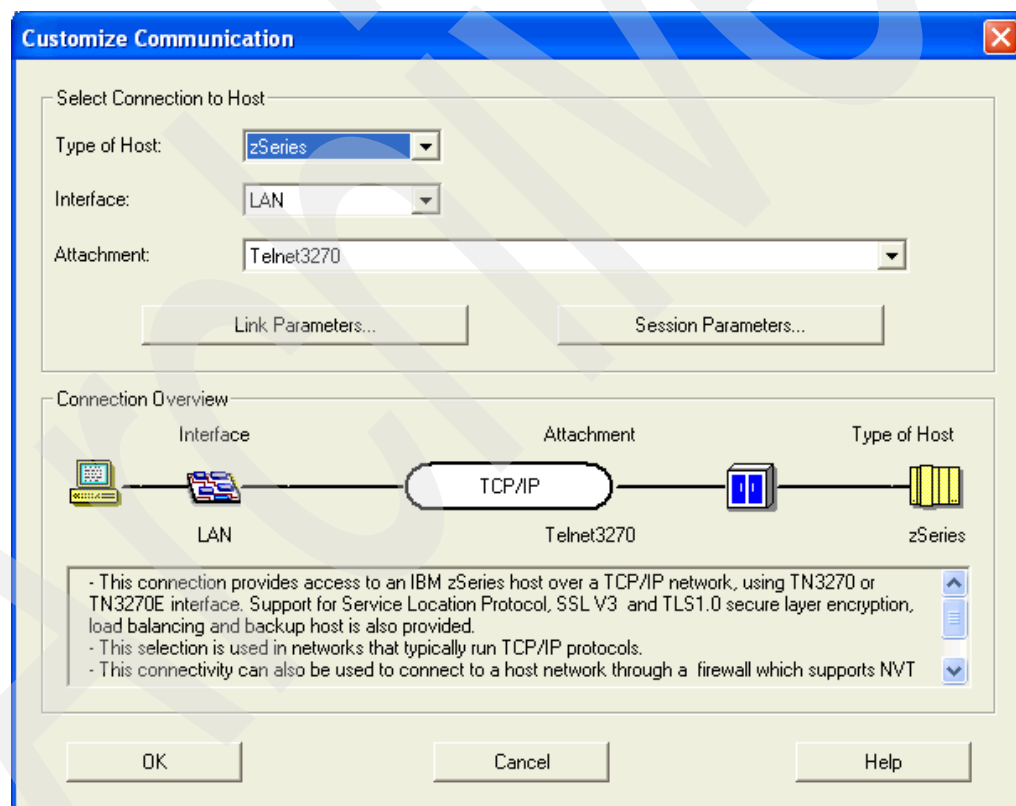 Customize Communication
Select Connection to Host
Type of Host: zSeries
Interface: LAN
Attachment: Telnet3270
Link Parameters... Session Parameters...
Connection Overview
Interface Attachment Type of Host
TCP/IP
LAN Telnet3270 zSeries
- This connection provides access to an IBM zSeries host over a TCP/IP network, using TN3270 or
TN3270E interface. Support for Service Location Protocol, SSL V3  and TLS1.0 secure layer encryption,
load balancing and backup host is also provided.
- This selection is used in networks that typically run TCP/IP protocols.
- This connectivity can also be used to connect to a host network through a  firewall which supports NVT
OK Cancel Help